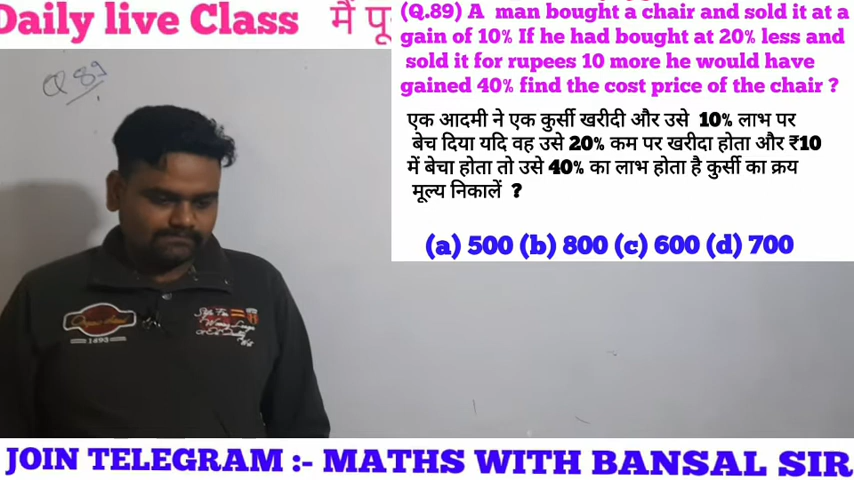 Daily live Class में पू
(Q.89) A man bought a chair and sold it at a
gain of 10% If he had bought at 20% less and
sold it for rupees 10 more he would have
gained 40% find the cost price of the chair ?
Q 89
एक आदमी ने एक कुर्सी खरीदी और उसे 10% लाभ पर
बेच दिया यदि वह उसे 20% कम पर खरीदा होता और ₹10
में बेचा होता तो उसे 40% का लाभ होता है कुर्सी का क्रय
मूल्य निकालें ?
(a) 500 (b) 800 (c) 600 (d) 700
1493
JOIN TELEGRAM :- MATHS WITH BANSAL SIR